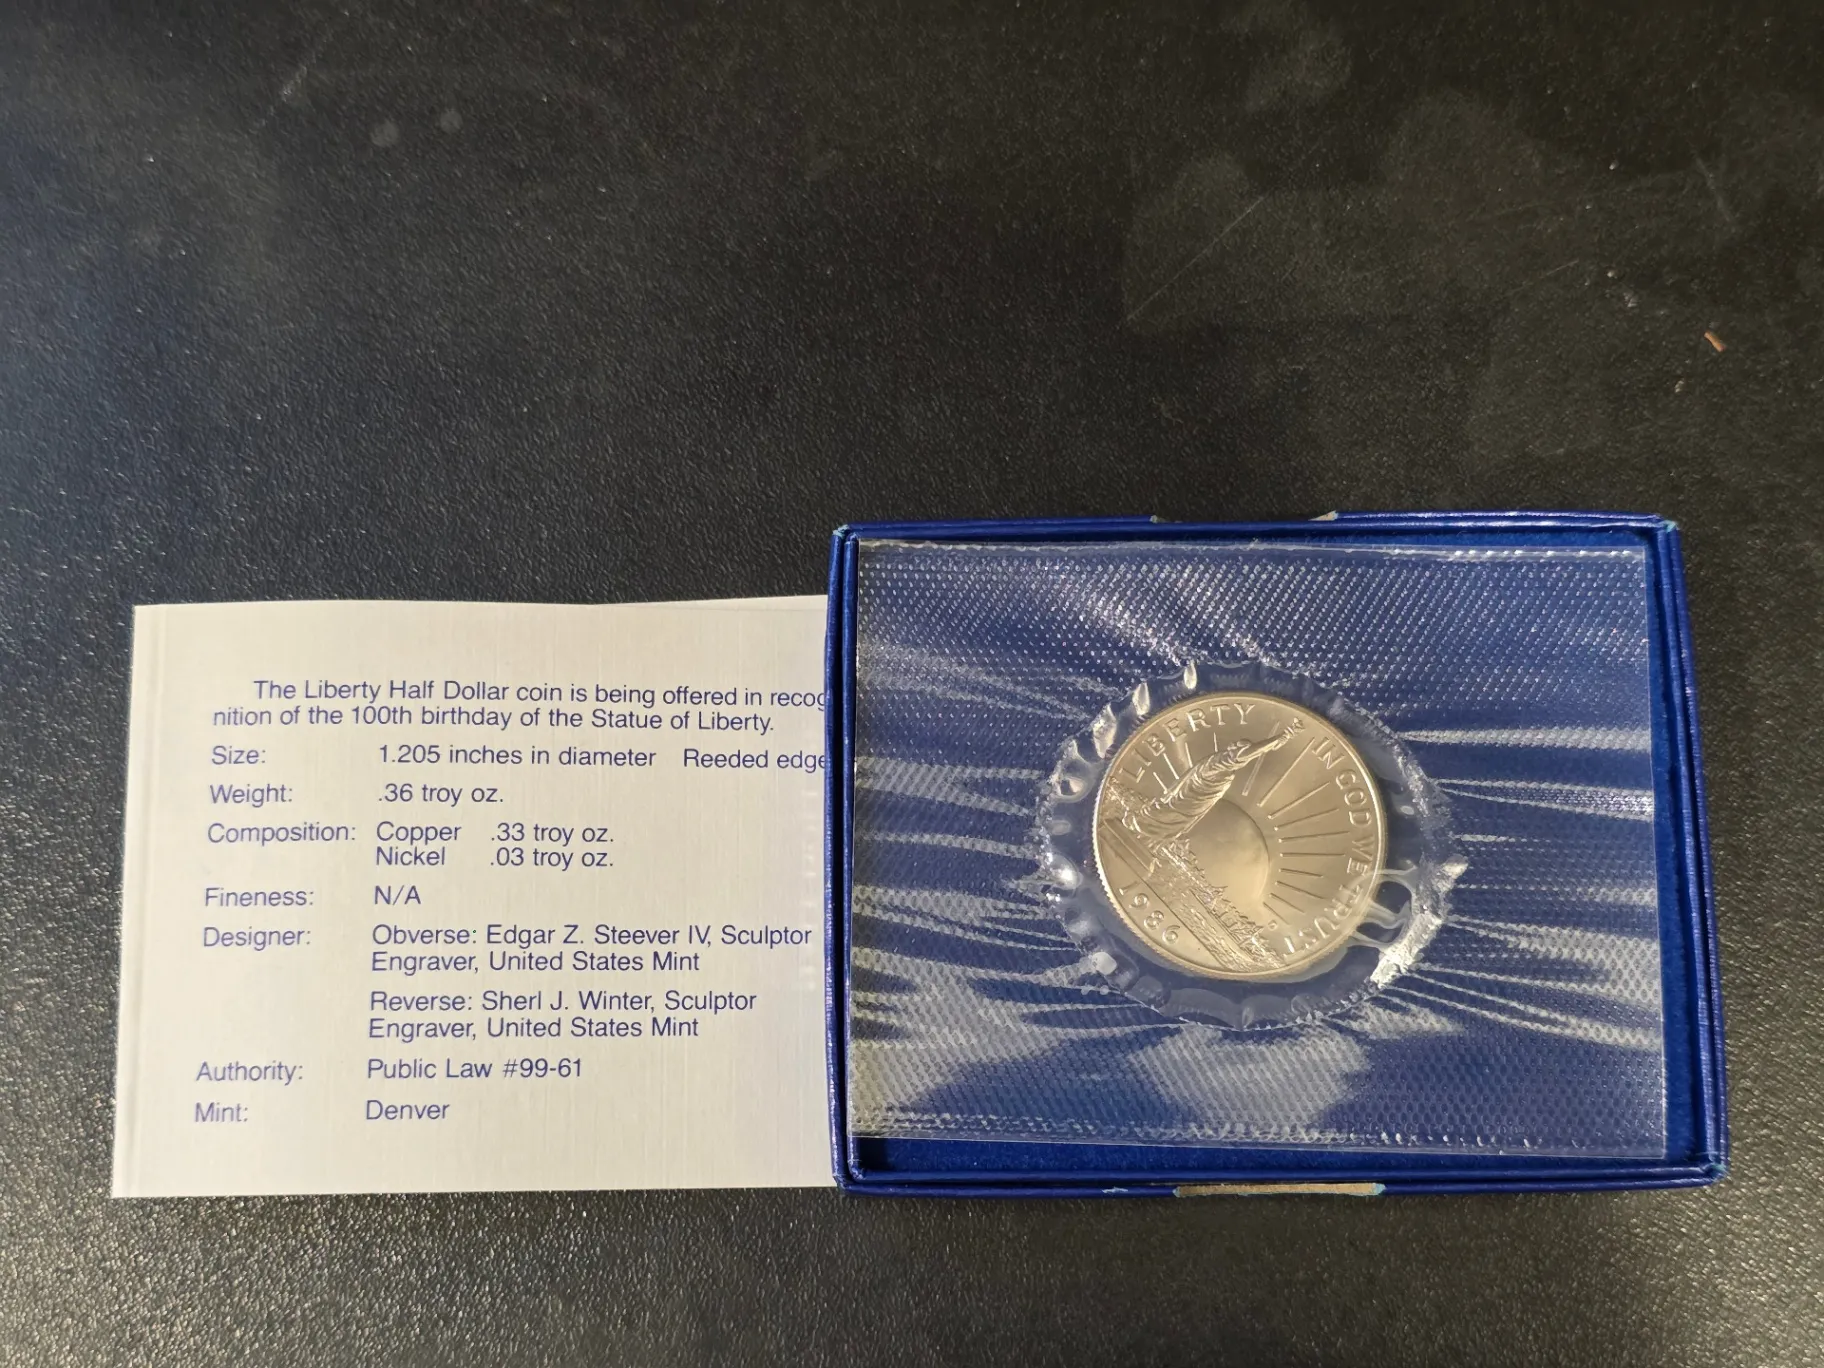 The Liberty Half Dollar coin is being offered in recog
nition of the 100th birthday of the Statue of Liberty.
Size: 1.205 inches in diameter Reeded edge
Weight: .36 troy oz.
Composition: Copper .33 troy oz.
Nickel .03 troy oz.
Fineness: N/A
Designer: Obverse: Edgar Z. Steever IV, Sculptor
Engraver, United States Mint
Reverse: Sherl J. Winter, Sculptor
Engraver, United States Mint
Authority: Public Law #99-61
Mint: Denver
LIBERTY
IN GOD WE TRUST
1986